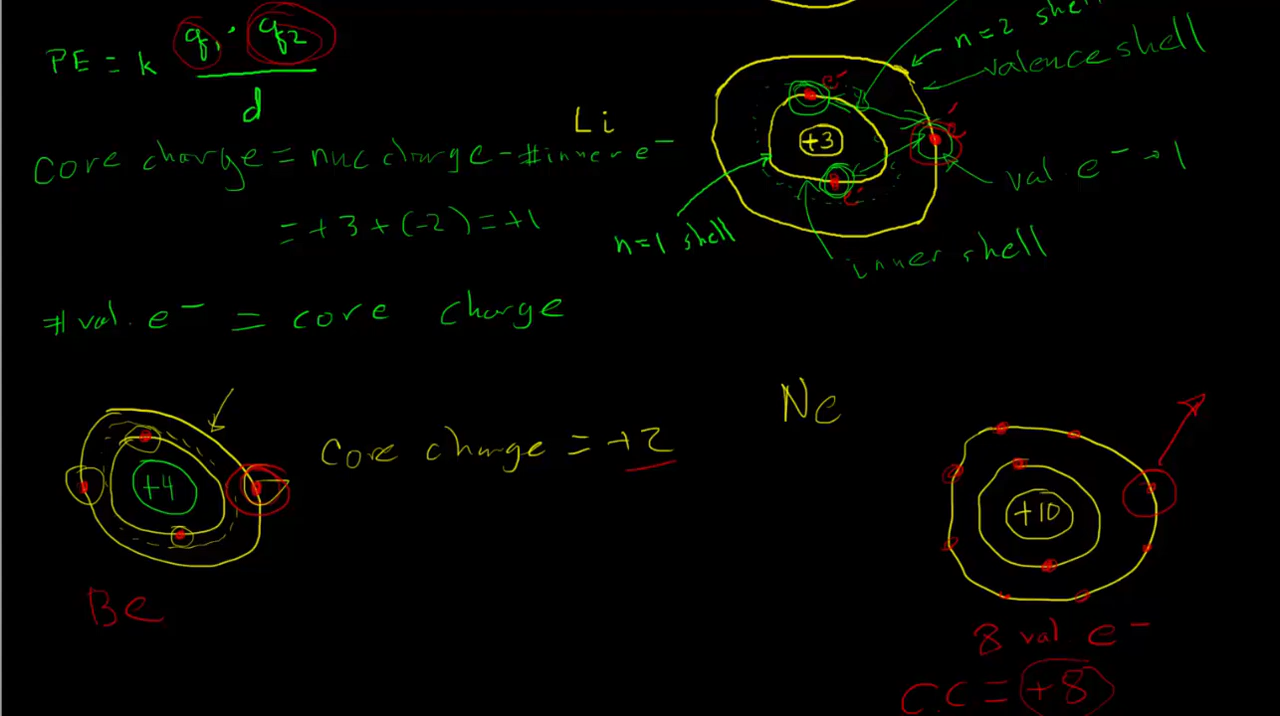 PE = k q₁ · q₂ / d
n=2 shell
valence shell
Li
+3
e⁻
e⁻
e⁻
core charge = nuc charge - #inner e⁻
val. e⁻ → 1
= +3 + (-2) = +1
n=1 shell
inner shell
# val. e⁻ = core charge
Ne
+4
core charge = +2
+10
Be
8 val e⁻
C.C = +8